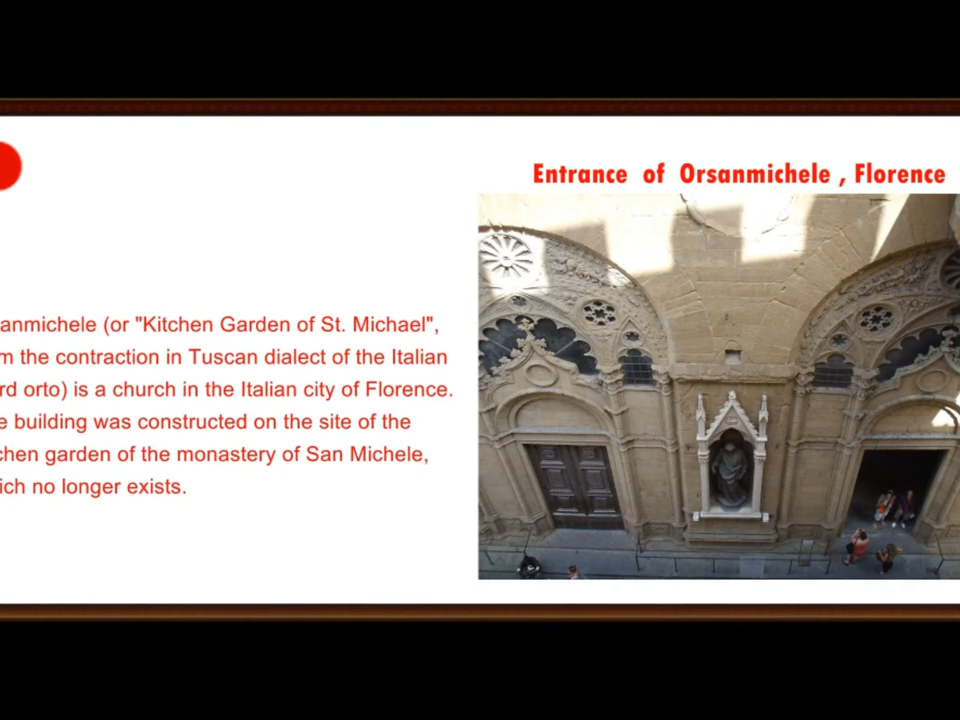 Entrance of Orsanmichele , Florence
anmichele (or "Kitchen Garden of St. Michael",
m the contraction in Tuscan dialect of the Italian
rd orto) is a church in the Italian city of Florence.
e building was constructed on the site of the
chen garden of the monastery of San Michele,
ich no longer exists.